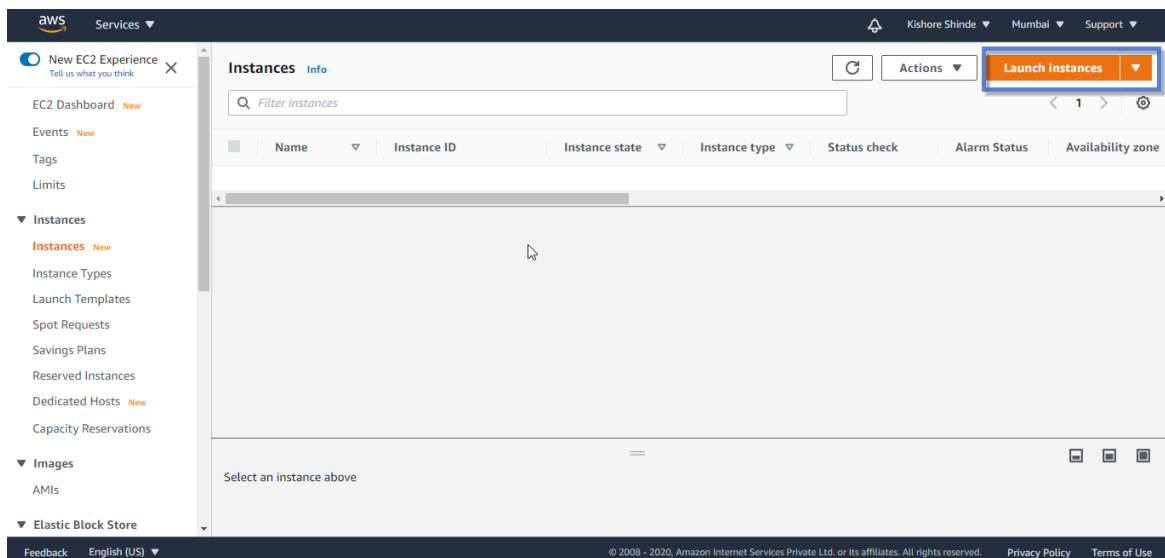 aws Services ▼ Kishore Shinde ▼ Mumbai ▼ Support ▼
New EC2 Experience
Tell us what you think
EC2 Dashboard New
Events New
Tags
Limits
▼ Instances
Instances New
Instance Types
Launch Templates
Spot Requests
Savings Plans
Reserved Instances
Dedicated Hosts New
Capacity Reservations
▼ Images
AMIs
▼ Elastic Block Store
Instances Info
Actions ▼
Launch instances ▼
Filter instances
< 1 >
Name Instance ID Instance state Instance type Status check Alarm Status Availability zone
Select an instance above
Feedback English (US) ▼ © 2008 - 2020, Amazon Internet Services Private Ltd. or its affiliates. All rights reserved. Privacy Policy Terms of Use